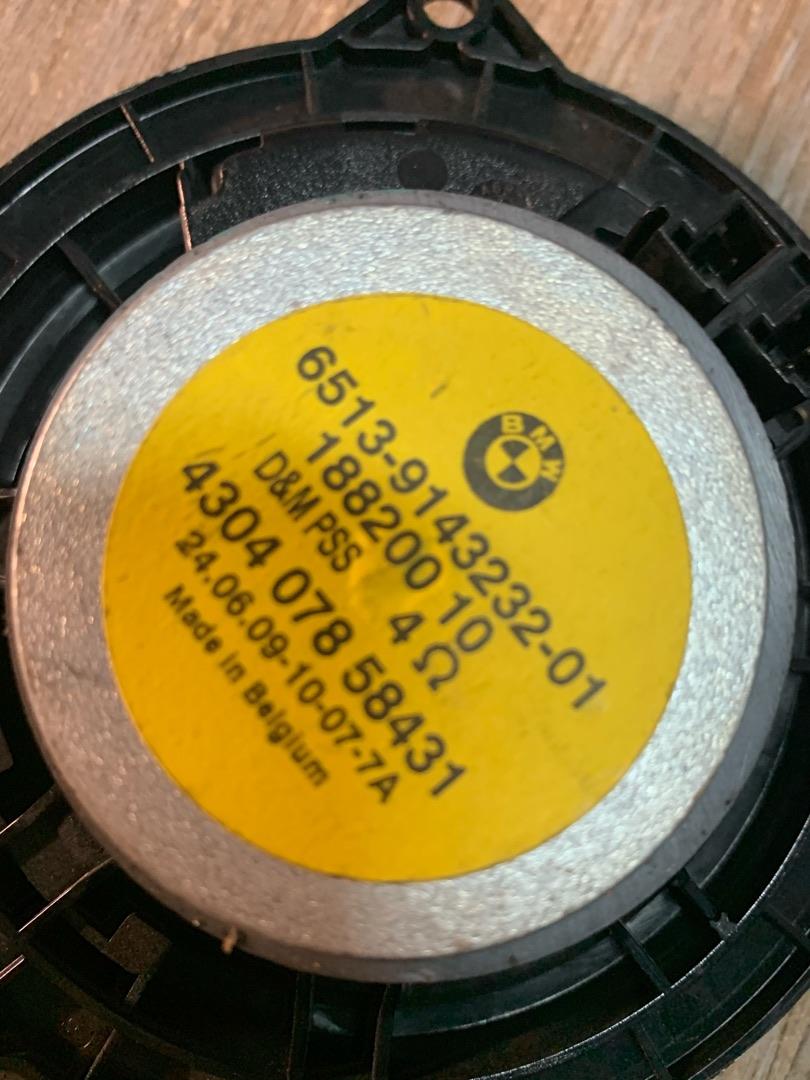 BMW
6513-9143232-01
188200 10
D&M PSS 4 Ω
4304 078 58431
24.06.09-10-07-7A
Made in Belgium